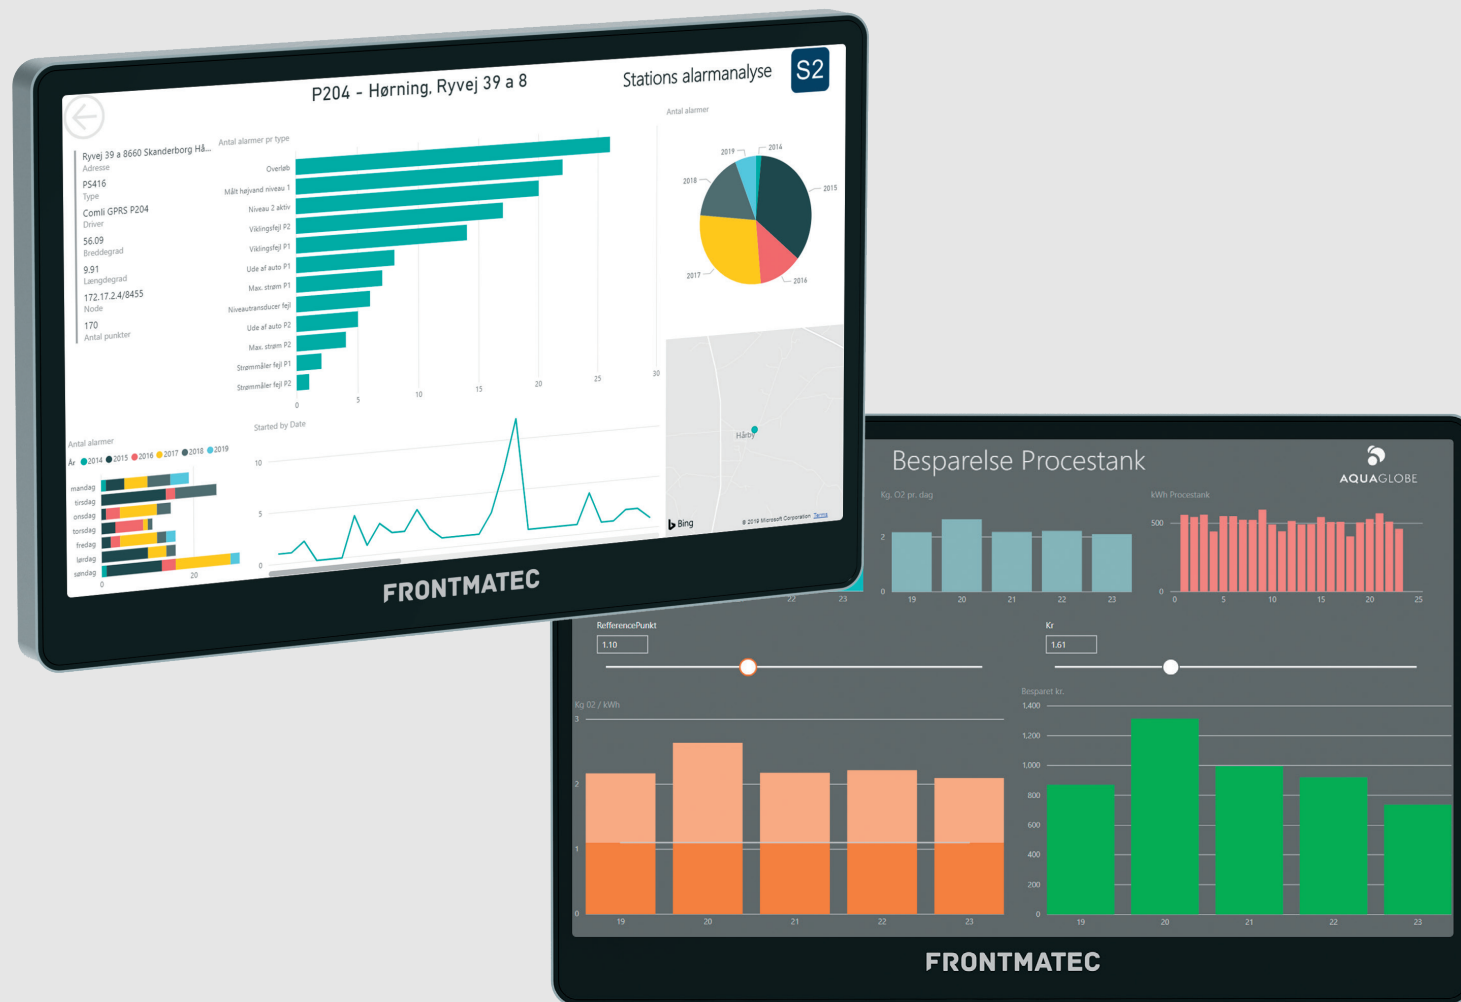 P204 - Hørning, Ryvej 39 a 8
Stations alarmanalyse
S2
Ryvej 39 a 8660 Skanderborg Hå...
Adresse
PS416
Type
Comli GPRS P204
Driver
56.09
Breddegrad
9.91
Længdegrad
172.17.2.4/8455
Node
170
Antal punkter
Antal alarmer pr type
Overløb
Målt højvand niveau 1
Niveau 2 aktiv
Viklingsfejl P2
Viklingsfejl P1
Ude af auto P1
Max. strøm P1
Niveautransducer fejl
Ude af auto P2
Max. strøm P2
Strømmåler fejl P1
Strømmåler fejl P2
0 5 10 15 20 25 30
Antal alarmer
2019 2014
2018 2015
2017 2016
Hårby
Bing
© 2019 Microsoft Corporation Terms
Antal alarmer
År 2014 2015 2016 2017 2018 2019
mandag
tirsdag
onsdag
torsdag
fredag
lørdag
søndag
0 20
Started by Date
10
5
0
FRONTMATEC
22 23
Besparelse Procestank
AQUAGLOBE
Kg. O2 pr. dag
2
0
19 20 21 22 23
kWh Procestank
500
0
0 5 10 15 20 25
RefferencePunkt
1.10
Kr
1.61
Kg 02 / kWh
3
2
1
0
19 20 21 22 23
Besparet kr.
1.400
1.200
1.000
800
600
400
200
0
19 20 21 22 23
FRONTMATEC